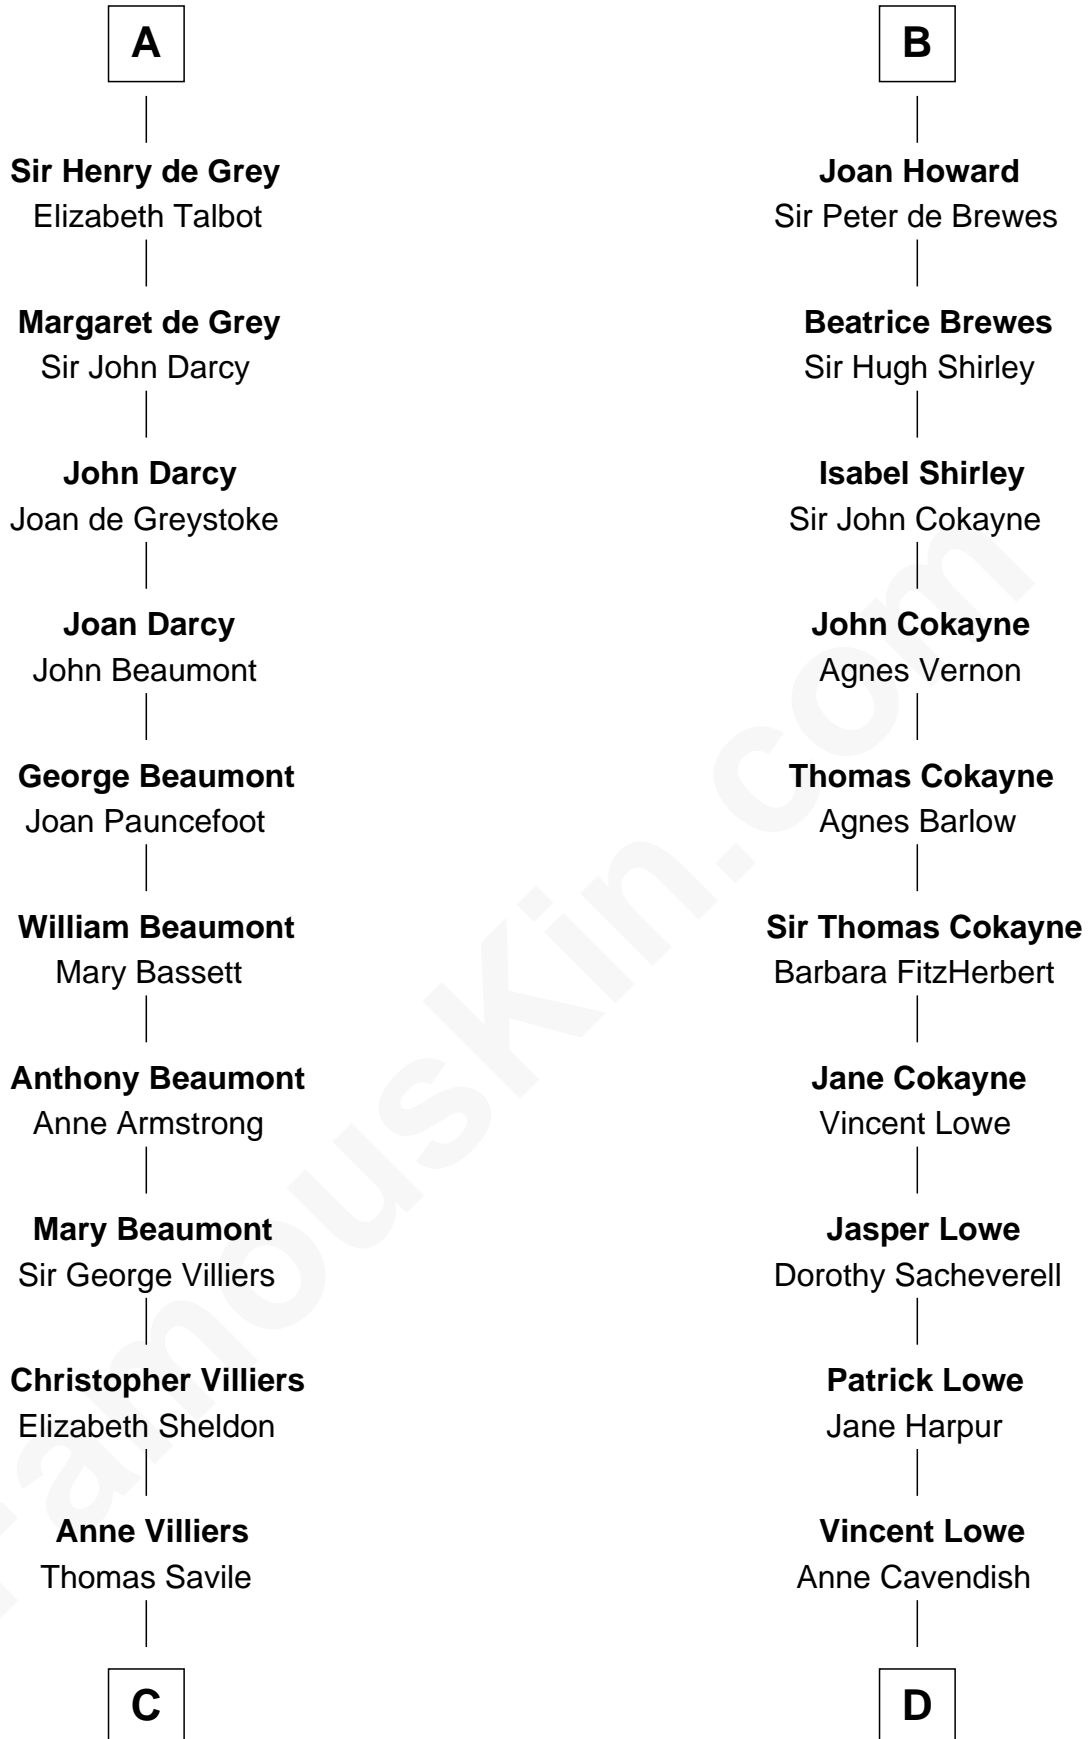 A
Sir Henry de Grey
Elizabeth Talbot
Margaret de Grey
Sir John Darcy
John Darcy
Joan de Greystoke
Joan Darcy
John Beaumont
George Beaumont
Joan Pauncefoot
William Beaumont
Mary Bassett
Anthony Beaumont
Anne Armstrong
Mary Beaumont
Sir George Villiers
Christopher Villiers
Elizabeth Sheldon
Anne Villiers
Thomas Savile
C
B
Joan Howard
Sir Peter de Brewes
Beatrice Brewes
Sir Hugh Shirley
Isabel Shirley
Sir John Cokayne
John Cokayne
Agnes Vernon
Thomas Cokayne
Agnes Barlow
Sir Thomas Cokayne
Barbara FitzHerbert
Jane Cokayne
Vincent Lowe
Jasper Lowe
Dorothy Sacheverell
Patrick Lowe
Jane Harpur
Vincent Lowe
Anne Cavendish
D
FamousKin.com